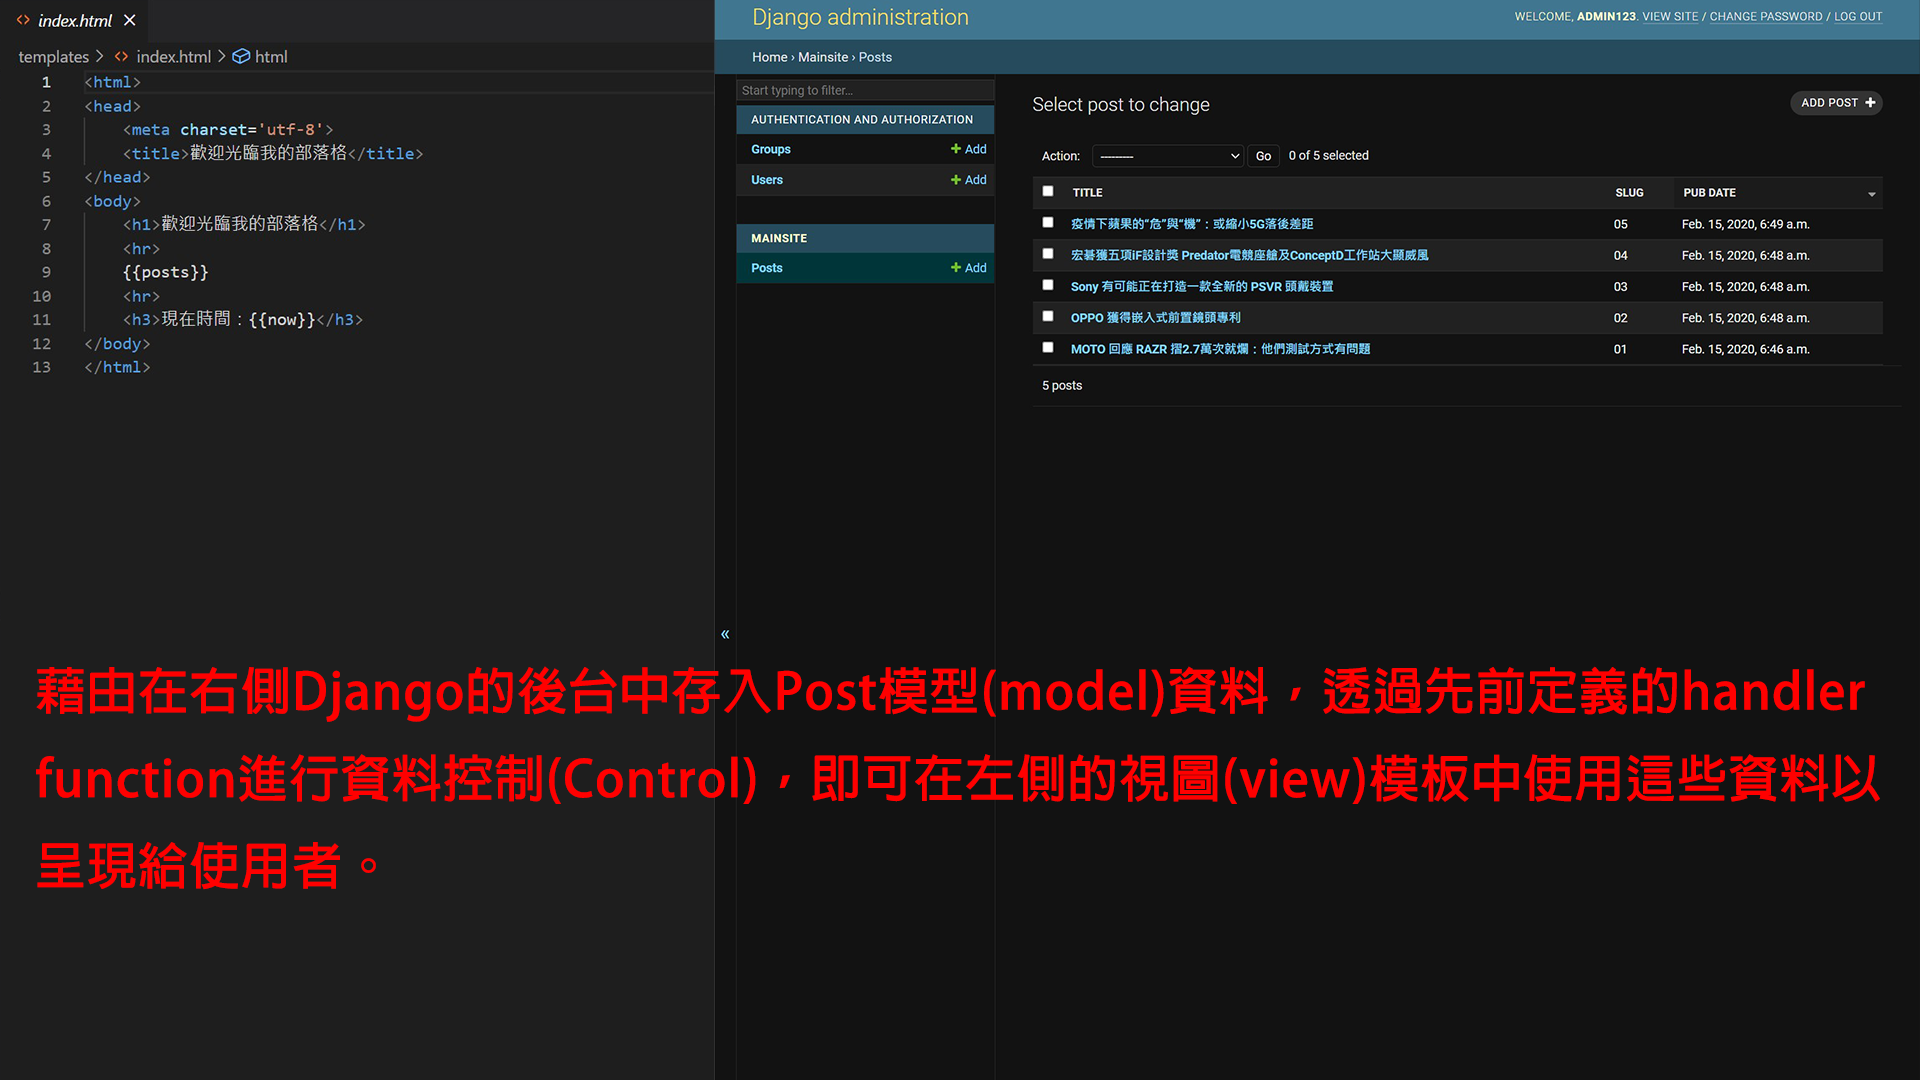 index.html
templates > index.html > html
1 <html>
2 <head>
3 <meta charset='utf-8'>
4 <title>歡迎光臨我的部落格</title>
5 </head>
6 <body>
7 <h1>歡迎光臨我的部落格</h1>
8 <hr>
9 {{posts}}
10 <hr>
11 <h3>現在時間：{{now}}</h3>
12 </body>
13 </html>
Django administration
WELCOME, ADMIN123. VIEW SITE / CHANGE PASSWORD / LOG OUT
Home › Mainsite › Posts
Start typing to filter...
AUTHENTICATION AND AUTHORIZATION
Groups + Add
Users + Add
MAINSITE
Posts + Add
«
Select post to change
ADD POST +
Action: --------- Go 0 of 5 selected
TITLE SLUG PUB DATE
疫情下蘋果的“危”與“機”：或縮小5G落後差距 05 Feb. 15, 2020, 6:49 a.m.
宏碁獲五項iF設計獎 Predator電競座艙及ConceptD工作站大顯威風 04 Feb. 15, 2020, 6:48 a.m.
Sony 有可能正在打造一款全新的 PSVR 頭戴裝置 03 Feb. 15, 2020, 6:48 a.m.
OPPO 獲得嵌入式前置鏡頭專利 02 Feb. 15, 2020, 6:48 a.m.
MOTO 回應 RAZR 摺2.7萬次就爛：他們測試方式有問題 01 Feb. 15, 2020, 6:46 a.m.
5 posts
藉由在右側Django的後台中存入Post模型(model)資料，透過先前定義的handler
function進行資料控制(Control)，即可在左側的視圖(view)模板中使用這些資料以
呈現給使用者。